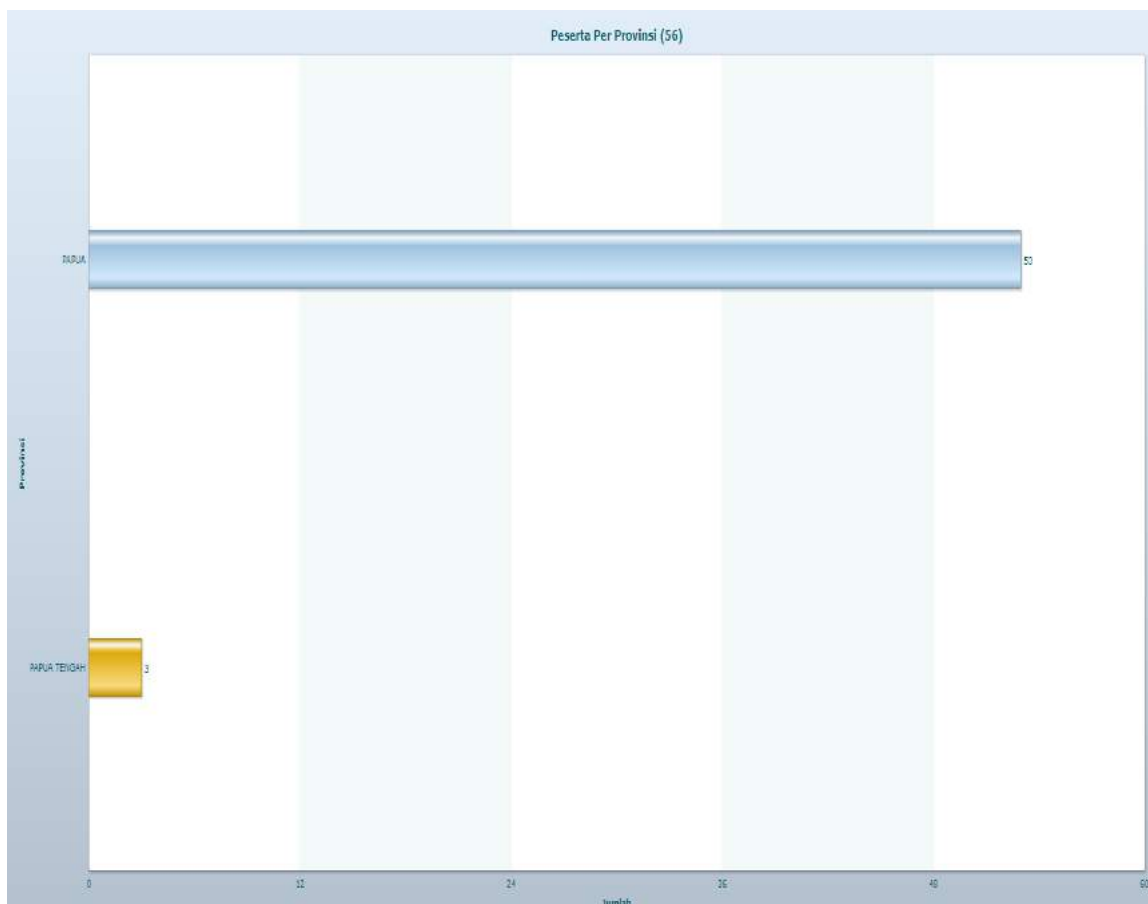 Peserta Per Provinsi (56)
PAPUA
53
Provinsi
PAPUA TENGAH
3
0 12 24 36 48 60
Jumlah